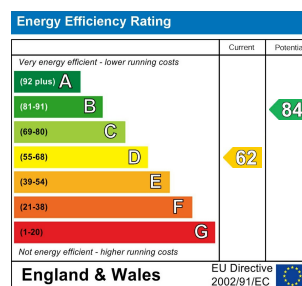 Energy Efficiency Rating
Current Potentia
Very energy efficient - lower running costs
(92 plus) A
(81-91) B
84
(69-80) C
(55-68) D
62
(39-54) E
(21-38) F
(1-20) G
Not energy efficient - higher running costs
England & Wales
EU Directive
2002/91/EC